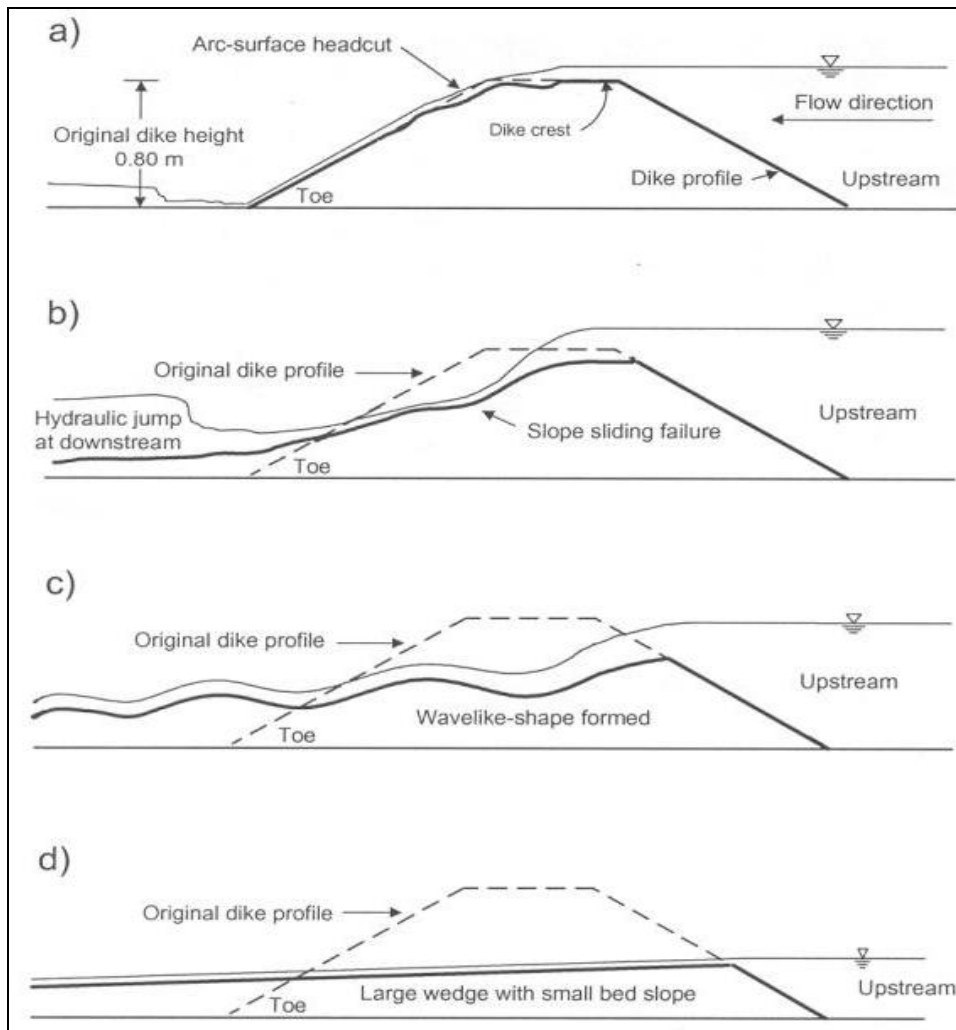 a)
Arc-surface headcut
Flow direction
Original dike height
0.80 m
Dike crest
Toe
Dike profile
Upstream
b)
Original dike profile
Hydraulic jump
at downstream
Upstream
Slope sliding failure
Toe
c)
Original dike profile
Upstream
Wavelike-shape formed
Toe
d)
Original dike profile
Large wedge with small bed slope
Toe
Upstream